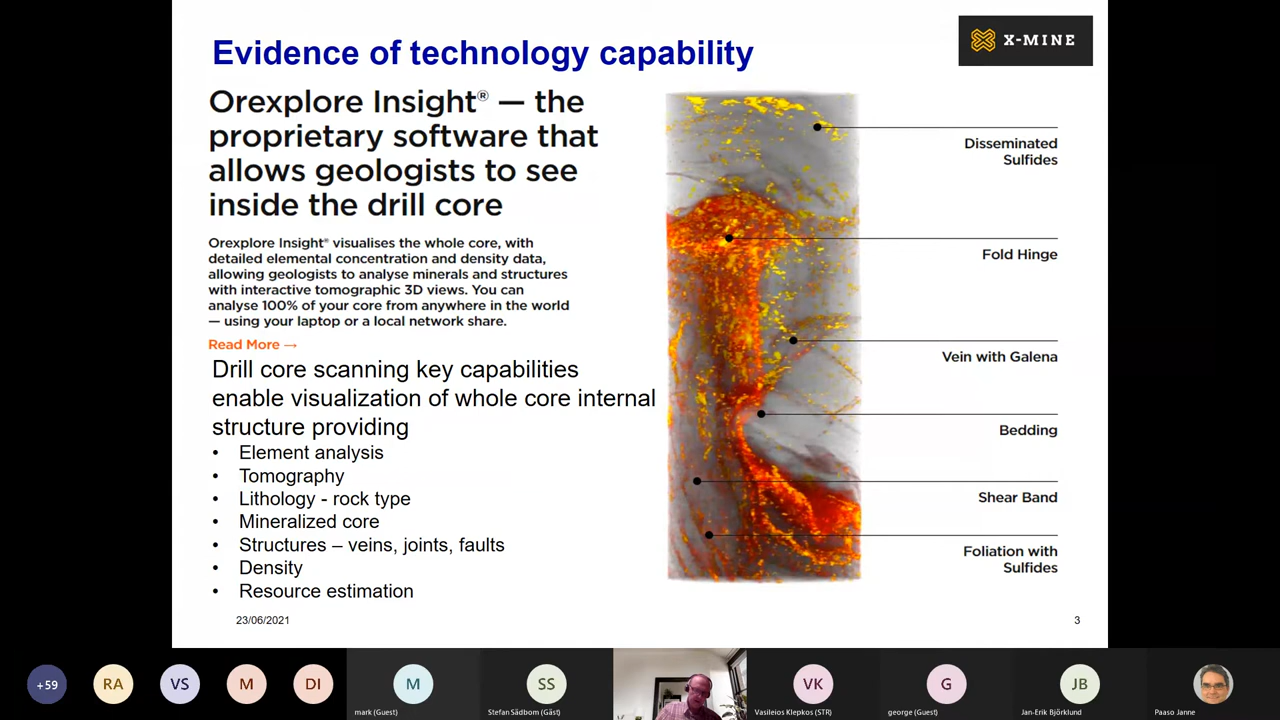 Evidence of technology capability
X-MINE
Orexplore Insight® — the
proprietary software that
allows geologists to see
inside the drill core
Orexplore Insight® visualises the whole core, with
detailed elemental concentration and density data,
allowing geologists to analyse minerals and structures
with interactive tomographic 3D views. You can
analyse 100% of your core from anywhere in the world
— using your laptop or a local network share.
Read More →
Drill core scanning key capabilities
enable visualization of whole core internal
structure providing
• Element analysis
• Tomography
• Lithology - rock type
• Mineralized core
• Structures – veins, joints, faults
• Density
• Resource estimation
Disseminated
Sulfides
Fold Hinge
Vein with Galena
Bedding
Shear Band
Foliation with
Sulfides
23/06/2021
3
+59
RA
VS
M
DI
M
mark (Guest)
SS
Stefan Sädbom (Gäst)
VK
Vasileios Klepkos (STR)
G
george (Guest)
JB
Jan-Erik Björklund
Paaso Janne